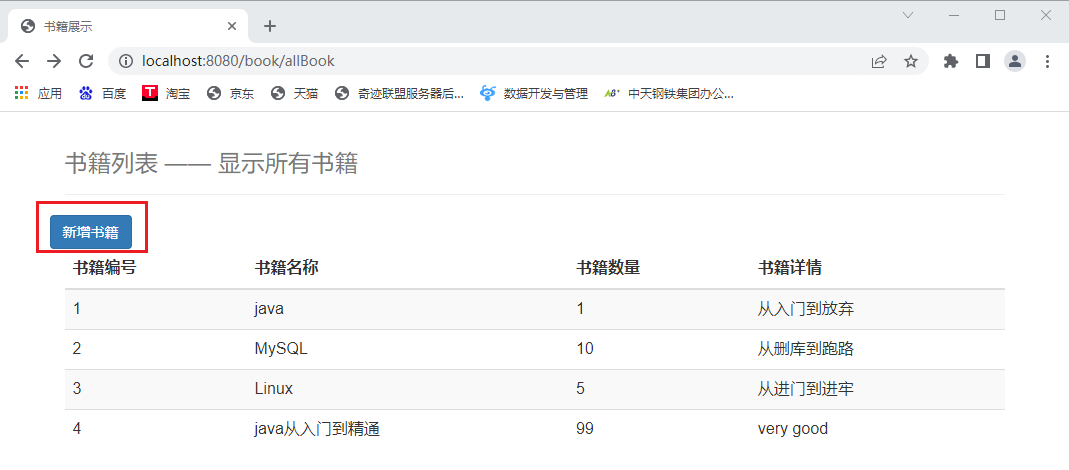 书籍展示
localhost:8080/book/allBook
应用 百度 淘宝 京东 天猫 奇迹联盟服务器后... 数据开发与管理 中天钢铁集团办公...
书籍列表 —— 显示所有书籍
新增书籍
书籍编号 书籍名称 书籍数量 书籍详情
1 java 1 从入门到放弃
2 MySQL 10 从删库到跑路
3 Linux 5 从进门到进牢
4 java从入门到精通 99 very good